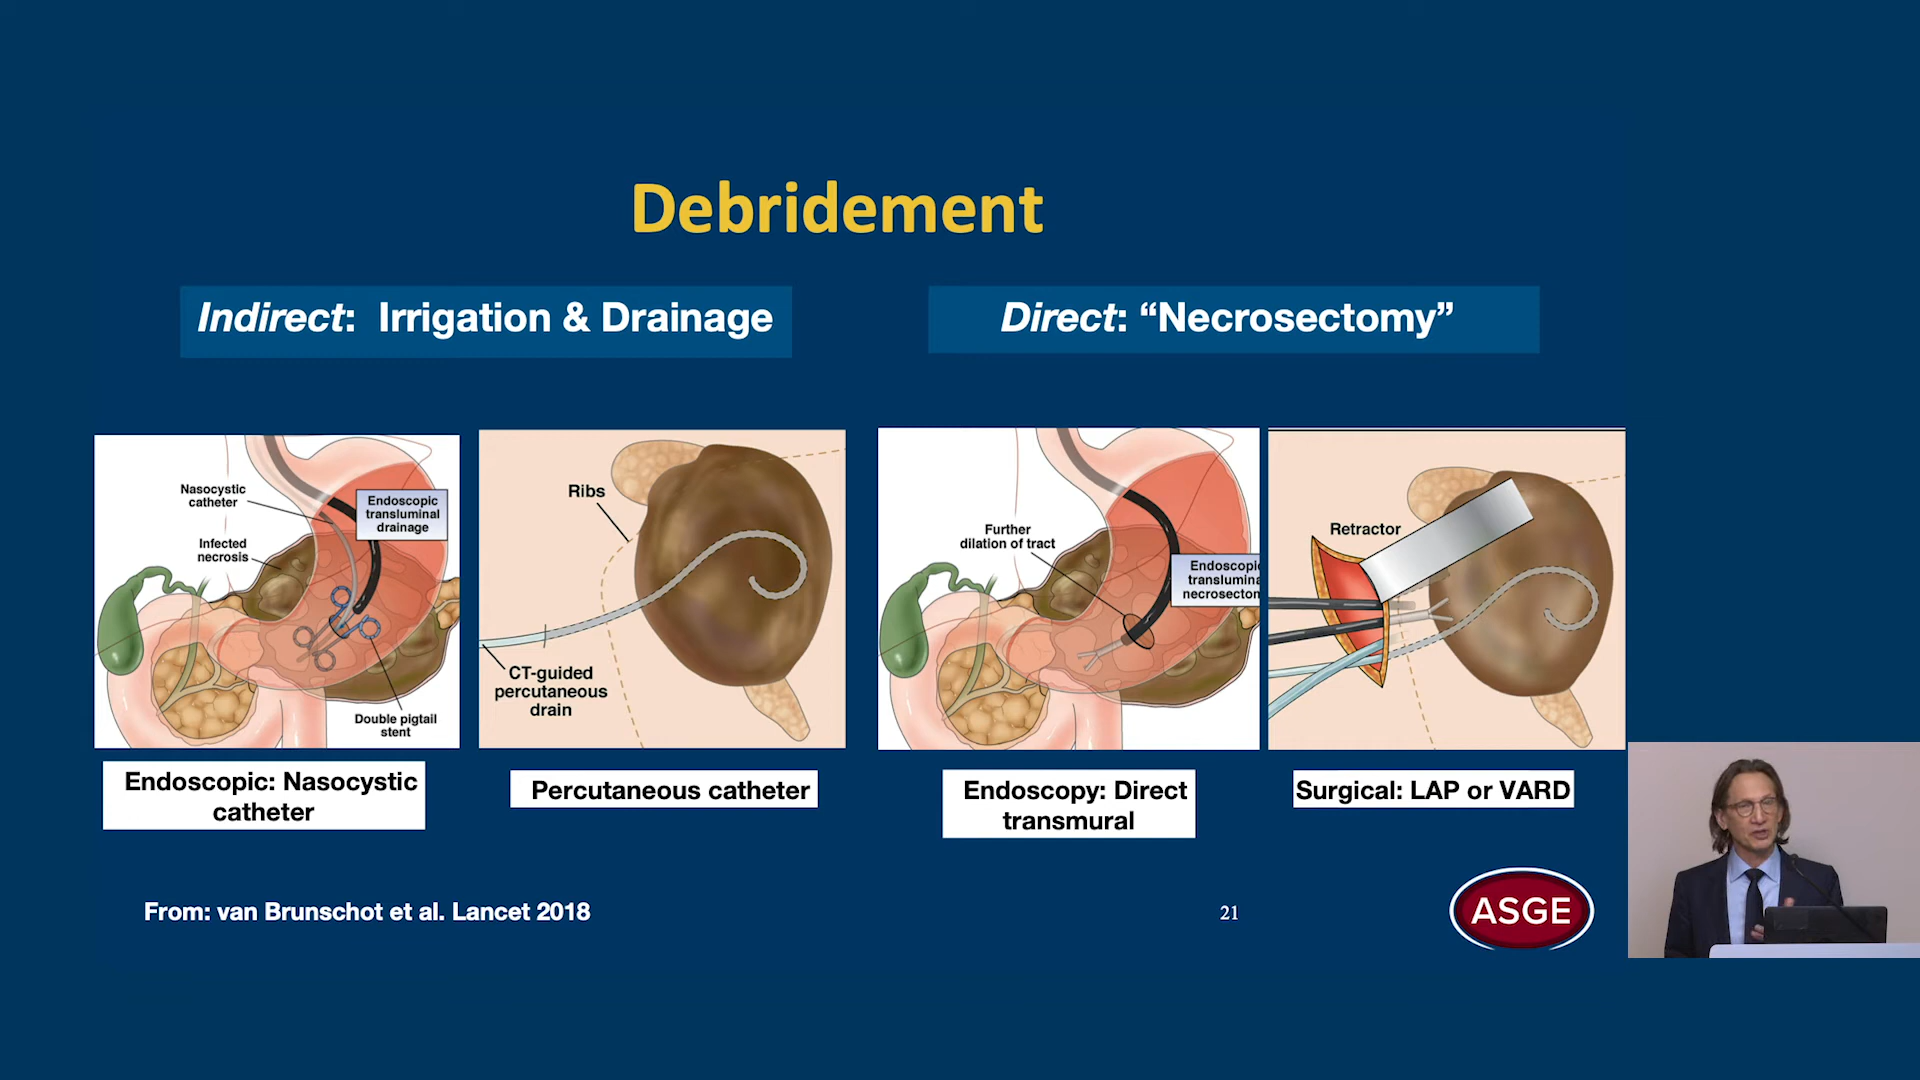 Debridement
Indirect: Irrigation & Drainage
Direct: “Necrosectomy”
Nasocystic
catheter
Endoscopic
transluminal
drainage
Infected
necrosis
Double pigtail
stent
Ribs
CT-guided
percutaneous
drain
Further
dilation of tract
Endoscopic
translumina
necrosecton
Retractor
Endoscopic: Nasocystic
catheter
Percutaneous catheter
Endoscopy: Direct
transmural
Surgical: LAP or VARD
From: van Brunschot et al. Lancet 2018
21
ASGE